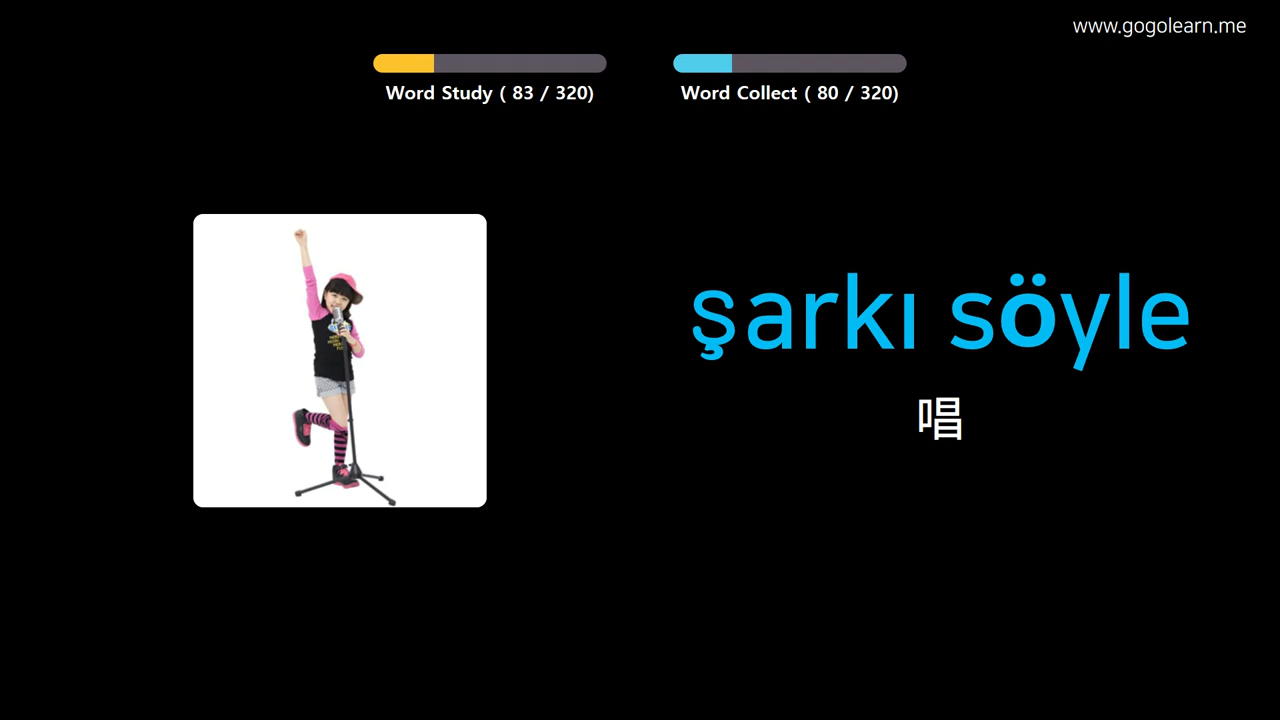 www.gogolearn.me
Word Study ( 83 / 320)
Word Collect ( 80 / 320)
şarkı söyle
唱